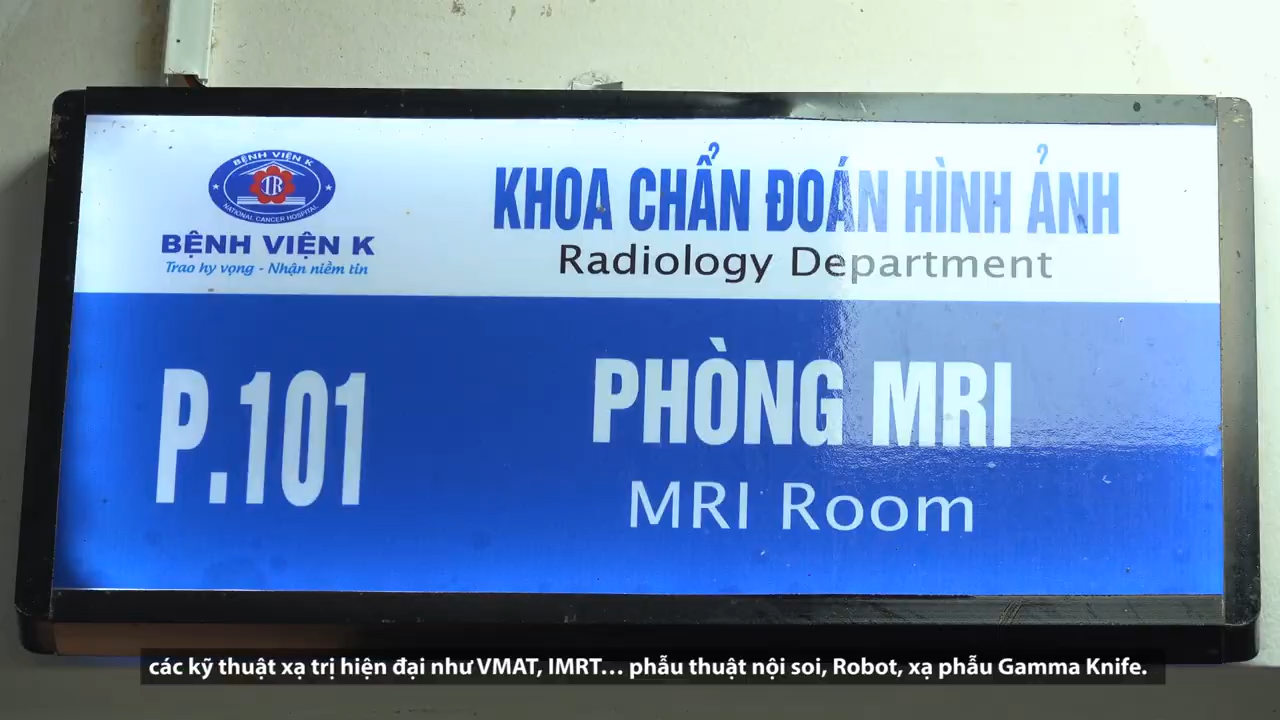 BỆNH VIỆN K
NATIONAL CANCER HOSPITAL
BỆNH VIỆN K
Trao hy vọng - Nhận niềm tin
KHOA CHẨN ĐOÁN HÌNH ẢNH
Radiology Department
P.101
PHÒNG MRI
MRI Room
các kỹ thuật xạ trị hiện đại như VMAT, IMRT... phẫu thuật nội soi, Robot, xạ phẫu Gamma Knife.